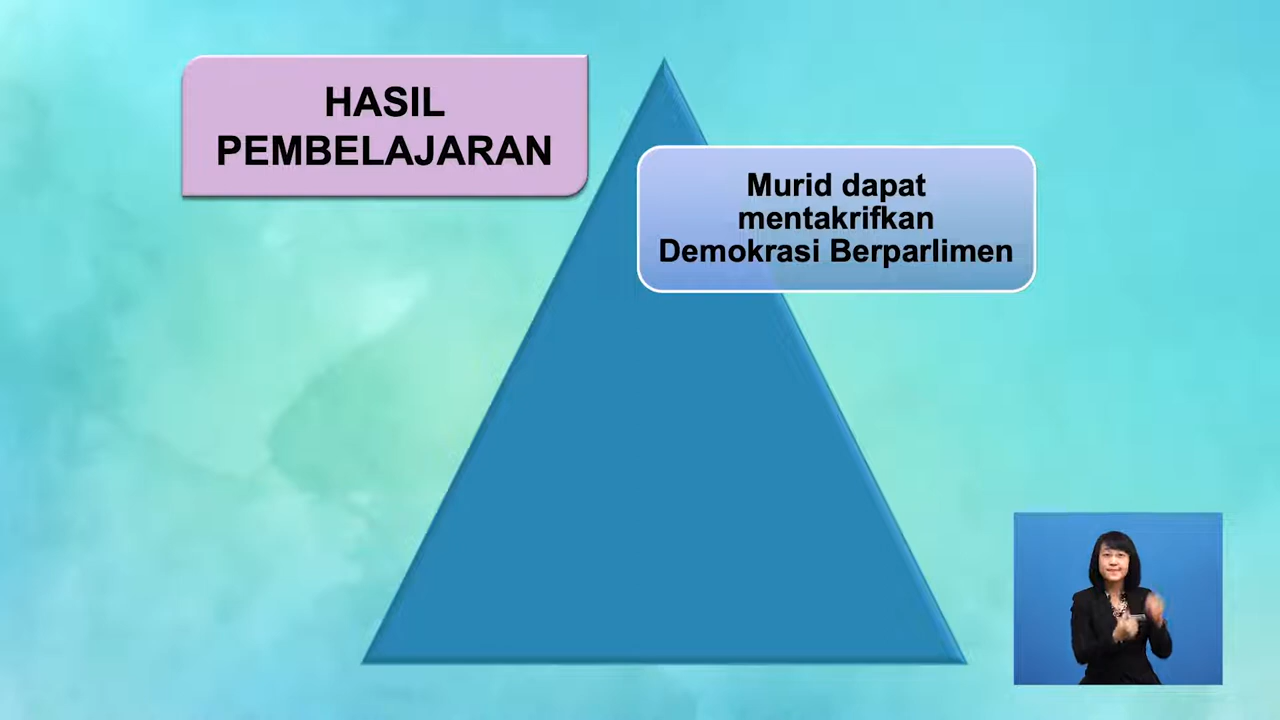 HASIL
PEMBELAJARAN
Murid dapat
mentakrifkan
Demokrasi Berparlimen